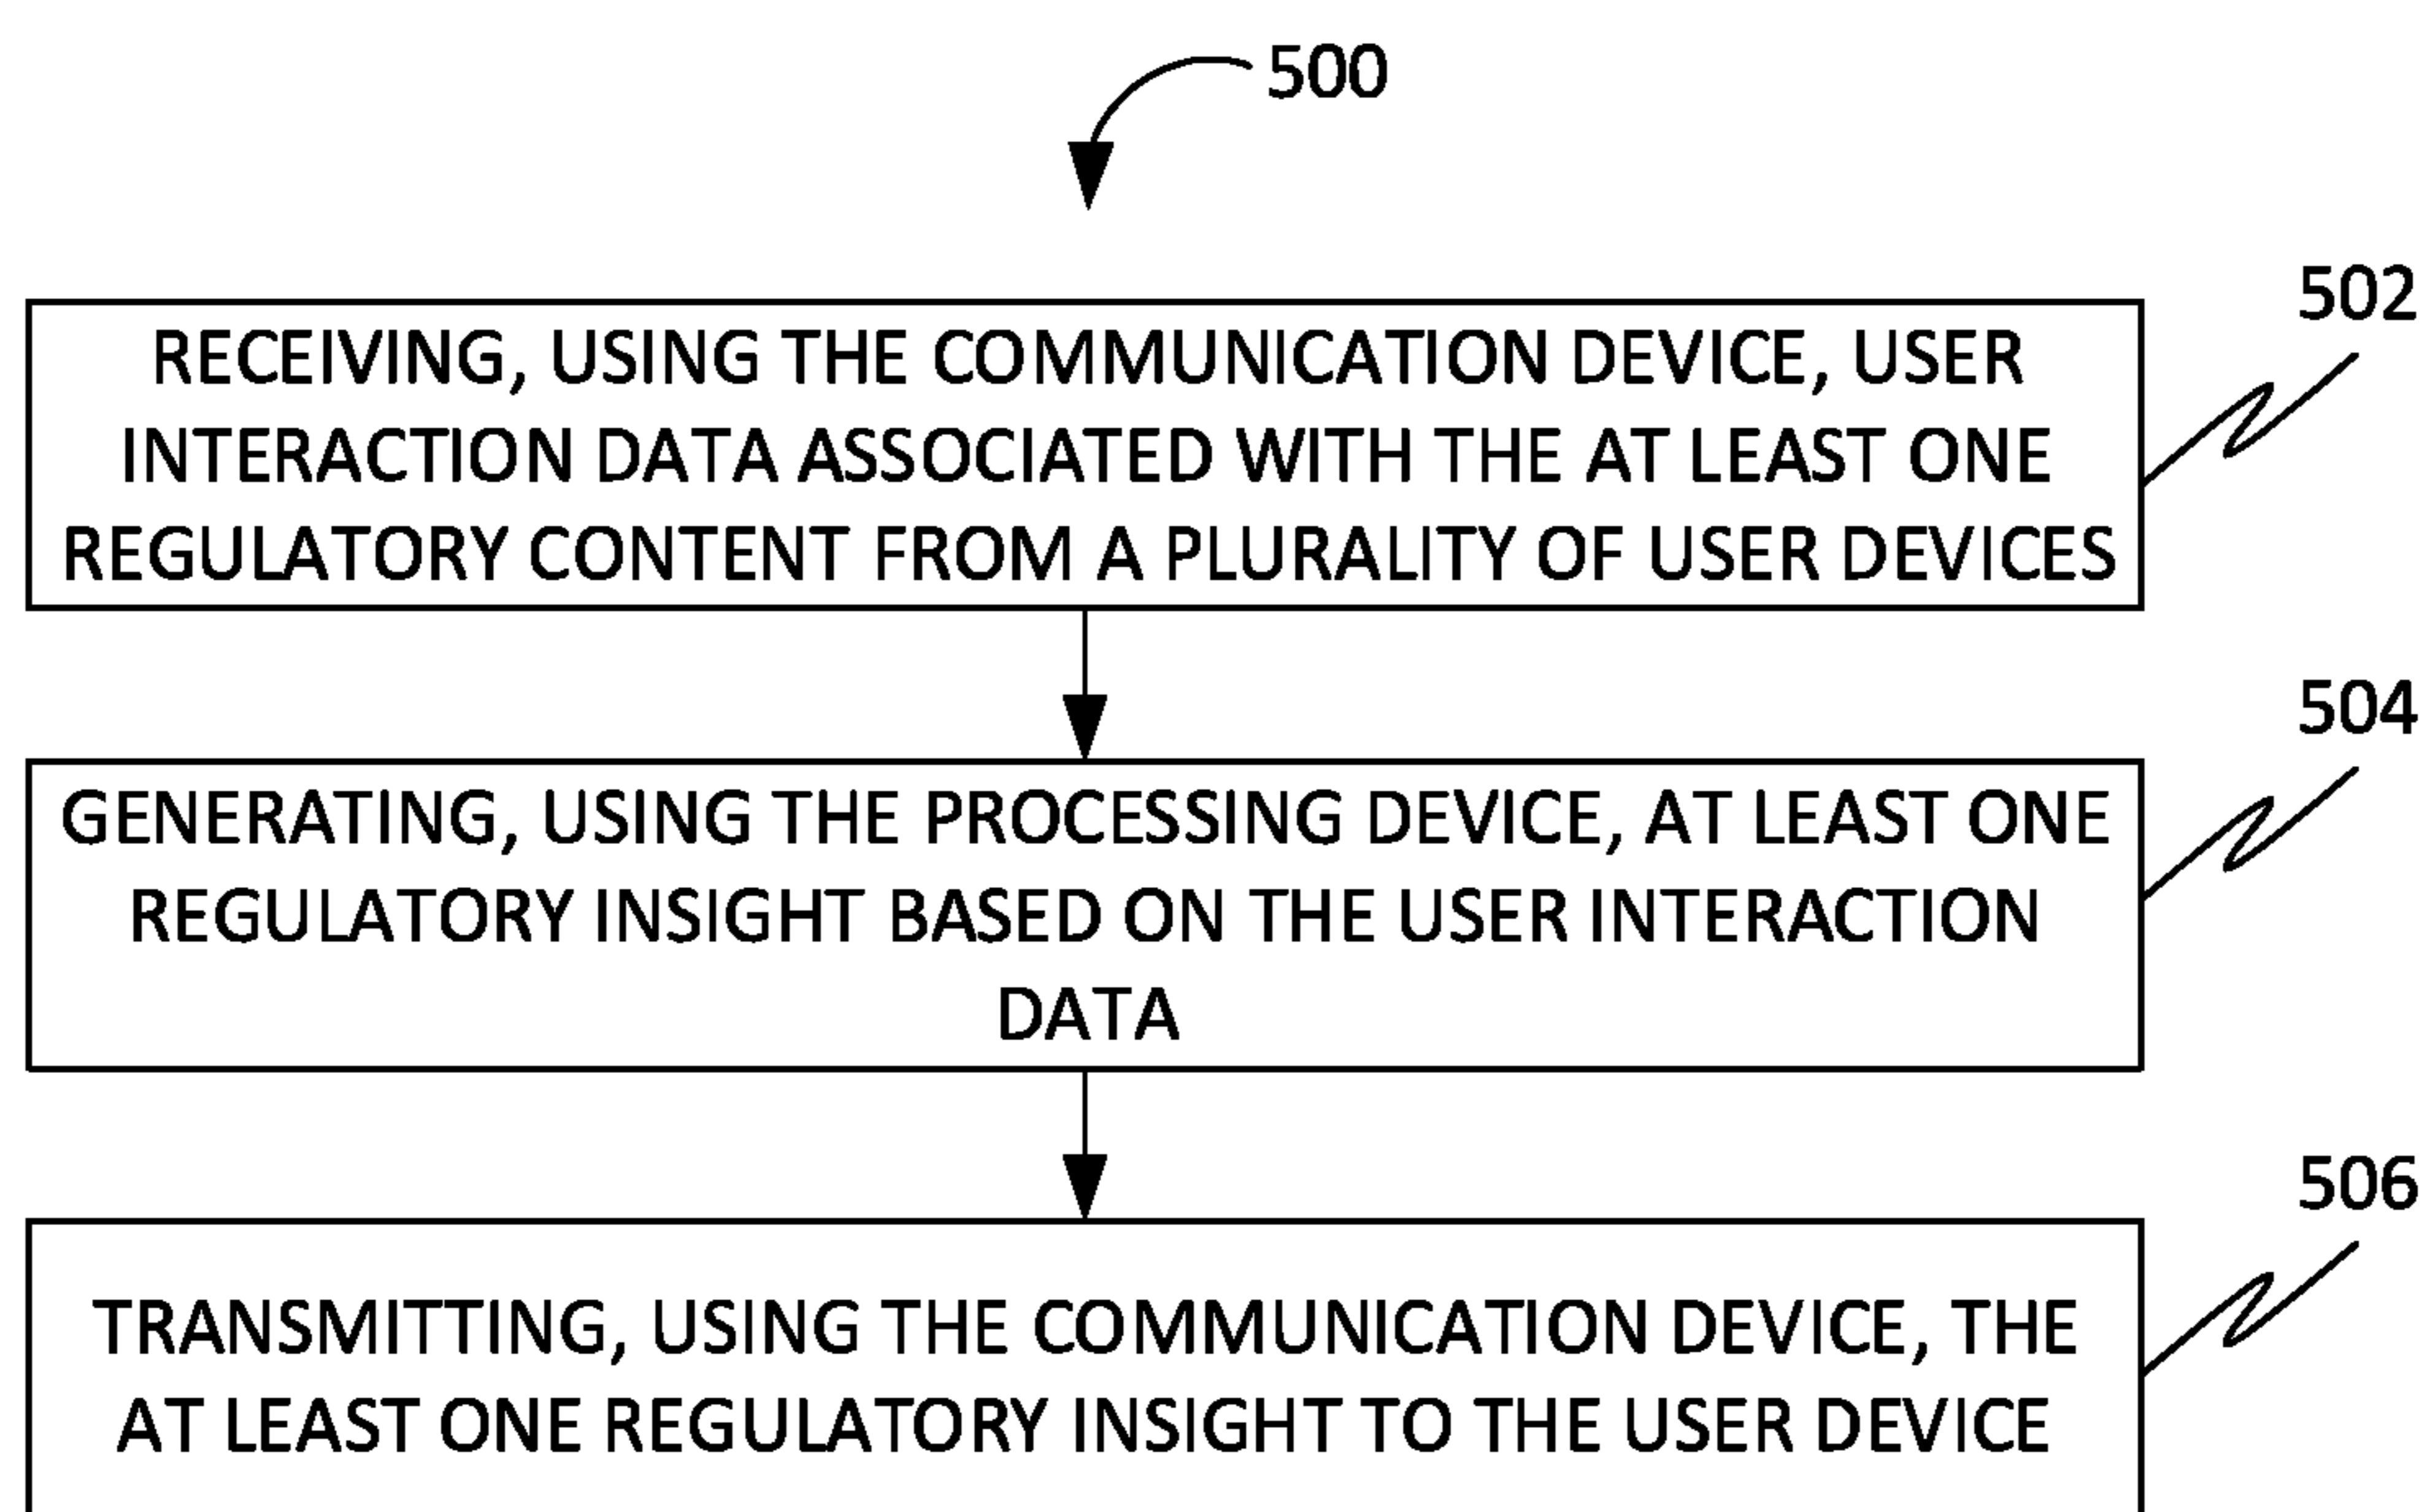 500
502
RECEIVING, USING THE COMMUNICATION DEVICE, USER
INTERACTION DATA ASSOCIATED WITH THE AT LEAST ONE
REGULATORY CONTENT FROM A PLURALITY OF USER DEVICES
504
GENERATING, USING THE PROCESSING DEVICE, AT LEAST ONE
REGULATORY INSIGHT BASED ON THE USER INTERACTION
DATA
506
TRANSMITTING, USING THE COMMUNICATION DEVICE, THE
AT LEAST ONE REGULATORY INSIGHT TO THE USER DEVICE